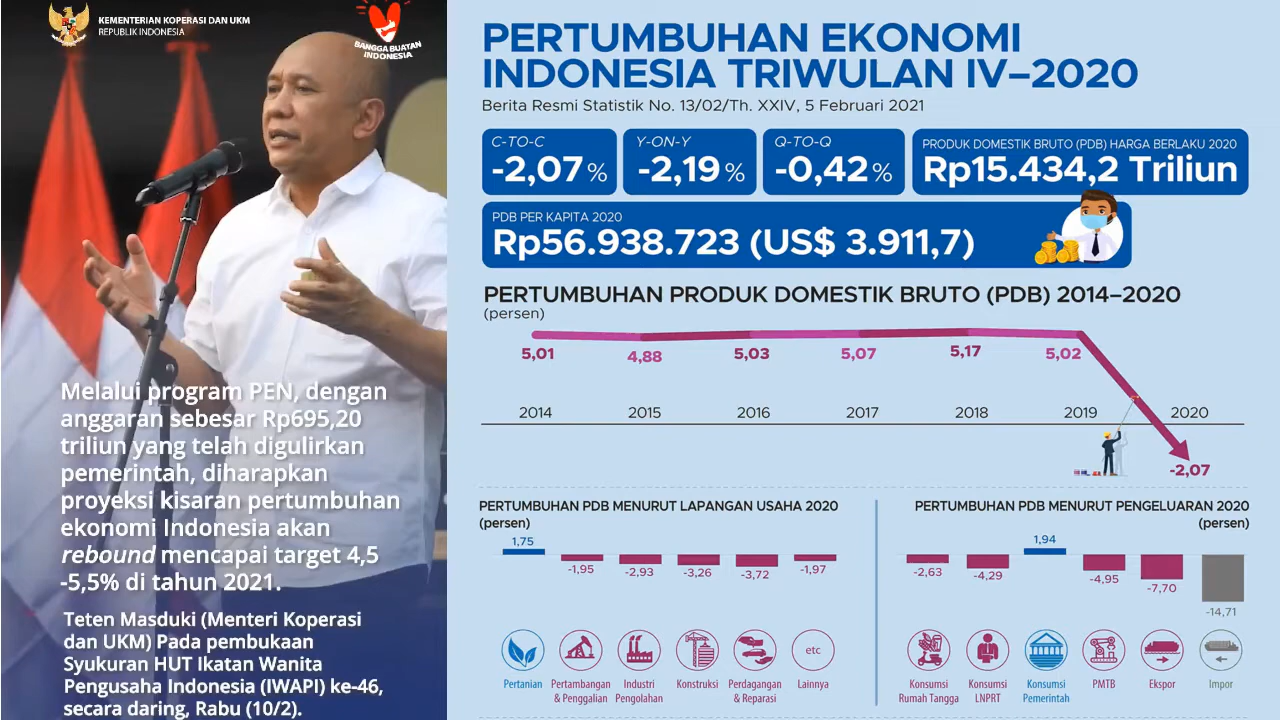 KEMENTERIAN KOPERASI DAN UKM
REPUBLIK INDONESIA
BANGGA BUATAN
INDONESIA
Melalui program PEN, dengan
anggaran sebesar Rp695,20
triliun yang telah digulirkan
pemerintah, diharapkan
proyeksi kisaran pertumbuhan
ekonomi Indonesia akan
rebound mencapai target 4,5
-5,5% di tahun 2021.
Teten Masduki (Menteri Koperasi
dan UKM) Pada pembukaan
Syukuran HUT Ikatan Wanita
Pengusaha Indonesia (IWAPI) ke-46,
secara daring, Rabu (10/2).
PERTUMBUHAN EKONOMI
INDONESIA TRIWULAN IV–2020
Berita Resmi Statistik No. 13/02/Th. XXIV, 5 Februari 2021
C-TO-C
-2,07 %
Y-ON-Y
-2,19 %
Q-TO-Q
-0,42 %
PRODUK DOMESTIK BRUTO (PDB) HARGA BERLAKU 2020
Rp15.434,2 Triliun
PDB PER KAPITA 2020
Rp56.938.723 (US$ 3.911,7)
PERTUMBUHAN PRODUK DOMESTIK BRUTO (PDB) 2014–2020
(persen)
5,01 4,88 5,03 5,07 5,17 5,02
2014 2015 2016 2017 2018 2019 2020
-2,07
PERTUMBUHAN PDB MENURUT LAPANGAN USAHA 2020
(persen)
1,75
-1,95 -2,93 -3,26 -3,72 -1,97
etc
Pertanian
Pertambangan
& Penggalian
Industri
Pengolahan
Konstruksi
Perdagangan
& Reparasi
Lainnya
PERTUMBUHAN PDB MENURUT PENGELUARAN 2020
(persen)
1,94
-2,63 -4,29 -4,95 -7,70 -14,71
Konsumsi
Rumah Tangga
Konsumsi
LNPRT
Konsumsi
Pemerintah
PMTB
Ekspor
Impor